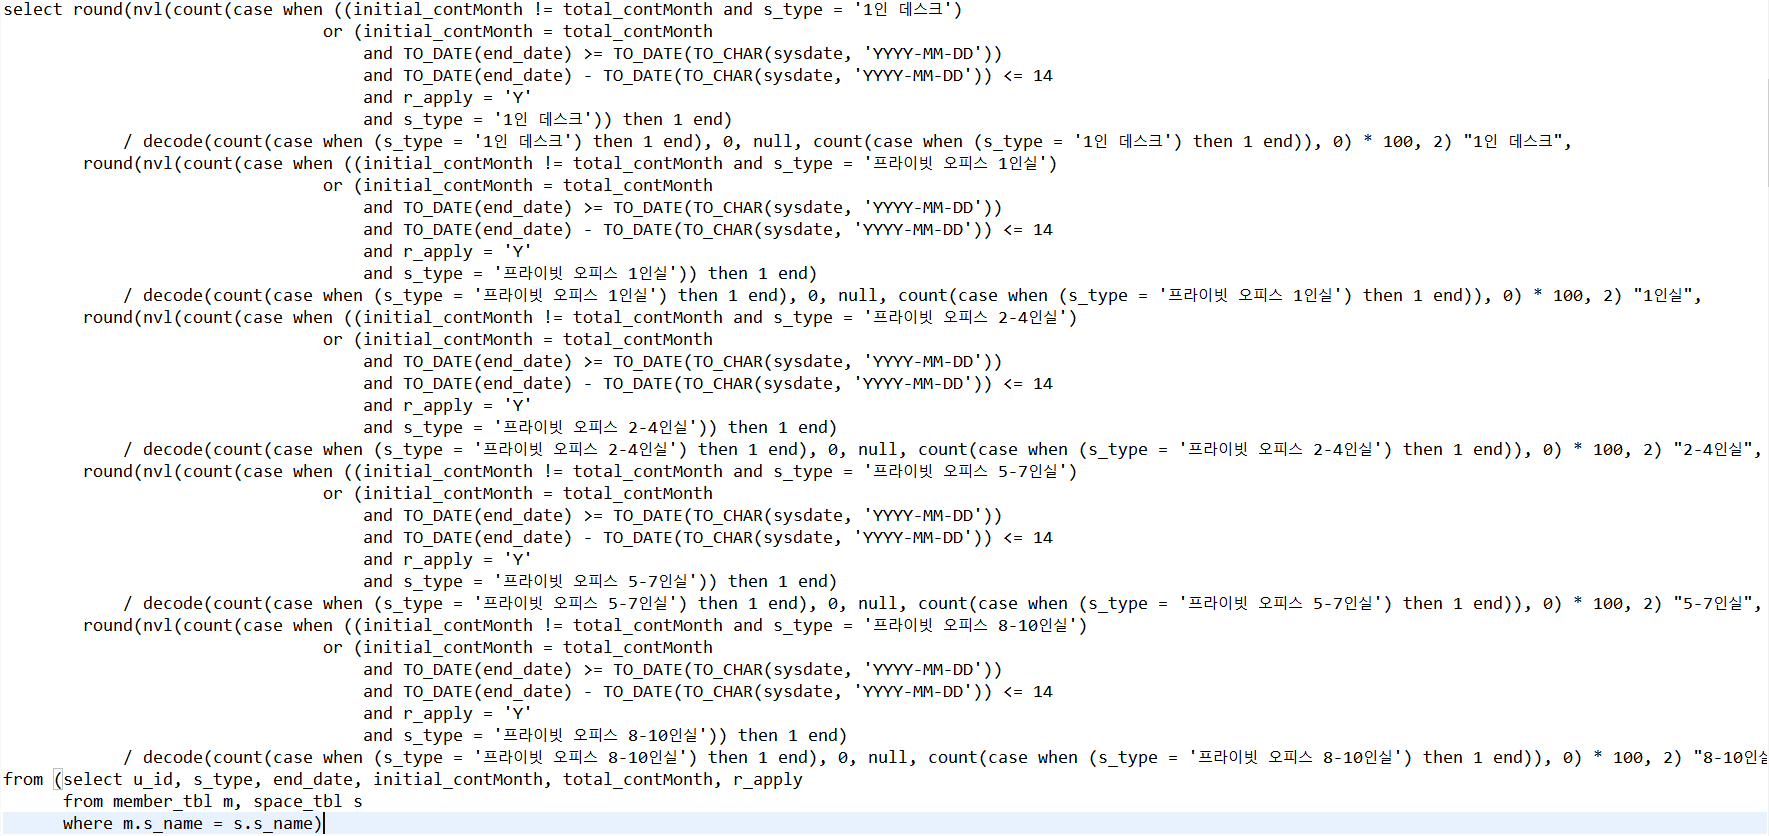 select round(nvl(count(case when ((initial_contMonth != total_contMonth and s_type = '1인 데스크')
or (initial_contMonth = total_contMonth
and TO_DATE(end_date) >= TO_DATE(TO_CHAR(sysdate, 'YYYY-MM-DD'))
and TO_DATE(end_date) - TO_DATE(TO_CHAR(sysdate, 'YYYY-MM-DD')) <= 14
and r_apply = 'Y'
and s_type = '1인 데스크')) then 1 end)
/ decode(count(case when (s_type = '1인 데스크') then 1 end), 0, null, count(case when (s_type = '1인 데스크') then 1 end)), 0) * 100, 2) "1인 데스크",
round(nvl(count(case when ((initial_contMonth != total_contMonth and s_type = '프라이빗 오피스 1인실')
or (initial_contMonth = total_contMonth
and TO_DATE(end_date) >= TO_DATE(TO_CHAR(sysdate, 'YYYY-MM-DD'))
and TO_DATE(end_date) - TO_DATE(TO_CHAR(sysdate, 'YYYY-MM-DD')) <= 14
and r_apply = 'Y'
and s_type = '프라이빗 오피스 1인실')) then 1 end)
/ decode(count(case when (s_type = '프라이빗 오피스 1인실') then 1 end), 0, null, count(case when (s_type = '프라이빗 오피스 1인실') then 1 end)), 0) * 100, 2) "1인실",
round(nvl(count(case when ((initial_contMonth != total_contMonth and s_type = '프라이빗 오피스 2-4인실')
or (initial_contMonth = total_contMonth
and TO_DATE(end_date) >= TO_DATE(TO_CHAR(sysdate, 'YYYY-MM-DD'))
and TO_DATE(end_date) - TO_DATE(TO_CHAR(sysdate, 'YYYY-MM-DD')) <= 14
and r_apply = 'Y'
and s_type = '프라이빗 오피스 2-4인실')) then 1 end)
/ decode(count(case when (s_type = '프라이빗 오피스 2-4인실') then 1 end), 0, null, count(case when (s_type = '프라이빗 오피스 2-4인실') then 1 end)), 0) * 100, 2) "2-4인실",
round(nvl(count(case when ((initial_contMonth != total_contMonth and s_type = '프라이빗 오피스 5-7인실')
or (initial_contMonth = total_contMonth
and TO_DATE(end_date) >= TO_DATE(TO_CHAR(sysdate, 'YYYY-MM-DD'))
and TO_DATE(end_date) - TO_DATE(TO_CHAR(sysdate, 'YYYY-MM-DD')) <= 14
and r_apply = 'Y'
and s_type = '프라이빗 오피스 5-7인실')) then 1 end)
/ decode(count(case when (s_type = '프라이빗 오피스 5-7인실') then 1 end), 0, null, count(case when (s_type = '프라이빗 오피스 5-7인실') then 1 end)), 0) * 100, 2) "5-7인실",
round(nvl(count(case when ((initial_contMonth != total_contMonth and s_type = '프라이빗 오피스 8-10인실')
or (initial_contMonth = total_contMonth
and TO_DATE(end_date) >= TO_DATE(TO_CHAR(sysdate, 'YYYY-MM-DD'))
and TO_DATE(end_date) - TO_DATE(TO_CHAR(sysdate, 'YYYY-MM-DD')) <= 14
and r_apply = 'Y'
and s_type = '프라이빗 오피스 8-10인실')) then 1 end)
/ decode(count(case when (s_type = '프라이빗 오피스 8-10인실') then 1 end), 0, null, count(case when (s_type = '프라이빗 오피스 8-10인실') then 1 end)), 0) * 100, 2) "8-10인
from (select u_id, s_type, end_date, initial_contMonth, total_contMonth, r_apply
from member_tbl m, space_tbl s
where m.s_name = s.s_name)